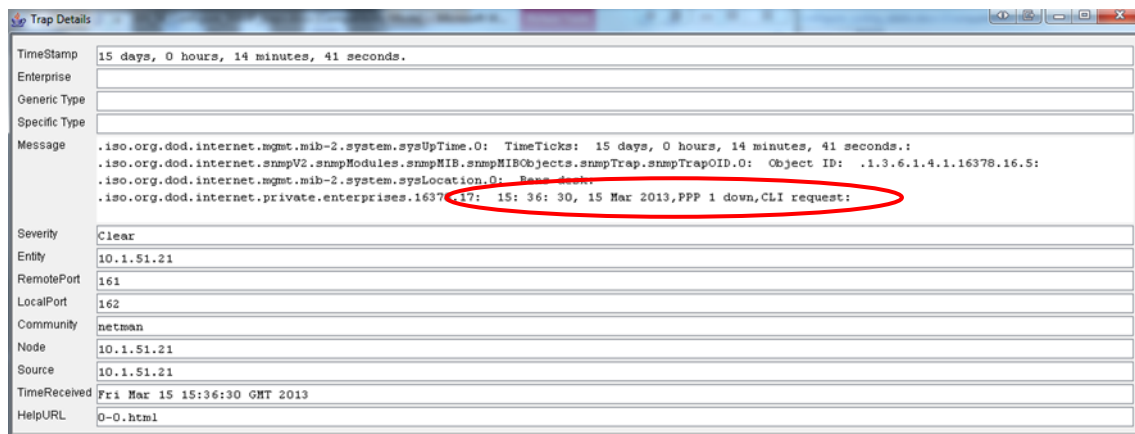 Trap Details
TimeStamp 15 days, 0 hours, 14 minutes, 41 seconds.
Enterprise
Generic Type
Specific Type
Message .iso.org.dod.internet.mgmt.mib-2.system.sysUpTime.0: TimeTicks: 15 days, 0 hours, 14 minutes, 41 seconds.:
.iso.org.dod.internet.snmpV2.snmpModules.snmpMIB.snmpMIBObjects.snmpTrap.snmpTrapOID.0: Object ID: .1.3.6.1.4.1.16378.16.5:
.iso.org.dod.internet.mgmt.mib-2.system.sysLocation.0: desk:
.iso.org.dod.internet.private.enterprises.16378.17: 15: 36: 30, 15 Mar 2013,PPP 1 down,CLI request:
Severity Clear
Entity 10.1.51.21
RemotePort 161
LocalPort 162
Community netman
Node 10.1.51.21
Source 10.1.51.21
TimeReceived Fri Mar 15 15:36:30 GMT 2013
HelpURL 0-0.html